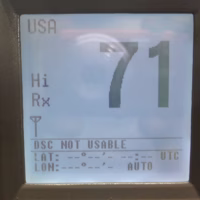 USA
71
Hi
Rx
DSC NOT USABLE
LAT: --°--'- --:-- UTC
LON:---°--'- AUTO